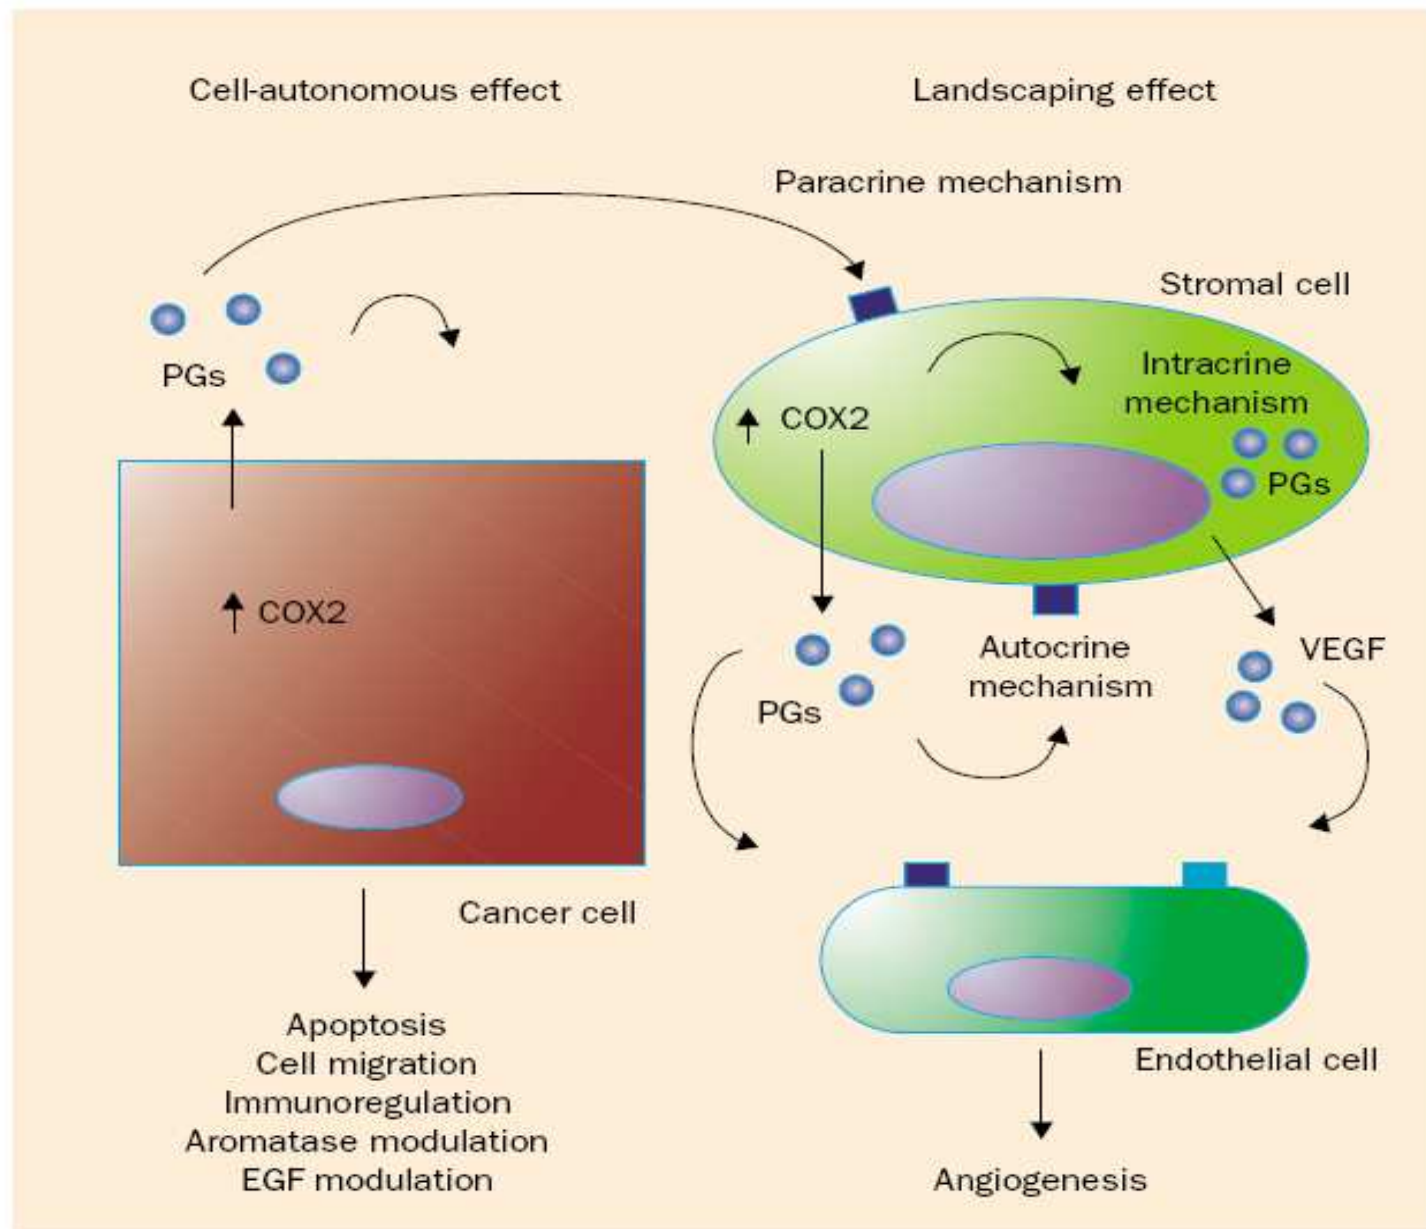 Cell-autonomous effect
Landscaping effect
Paracrine mechanism
Stromal cell
PGs
Intracrine
mechanism
COX2
PGs
COX2
Autocrine
mechanism
VEGF
PGs
Cancer cell
Apoptosis
Cell migration
Immunoregulation
Aromatase modulation
EGF modulation
Endothelial cell
Angiogenesis